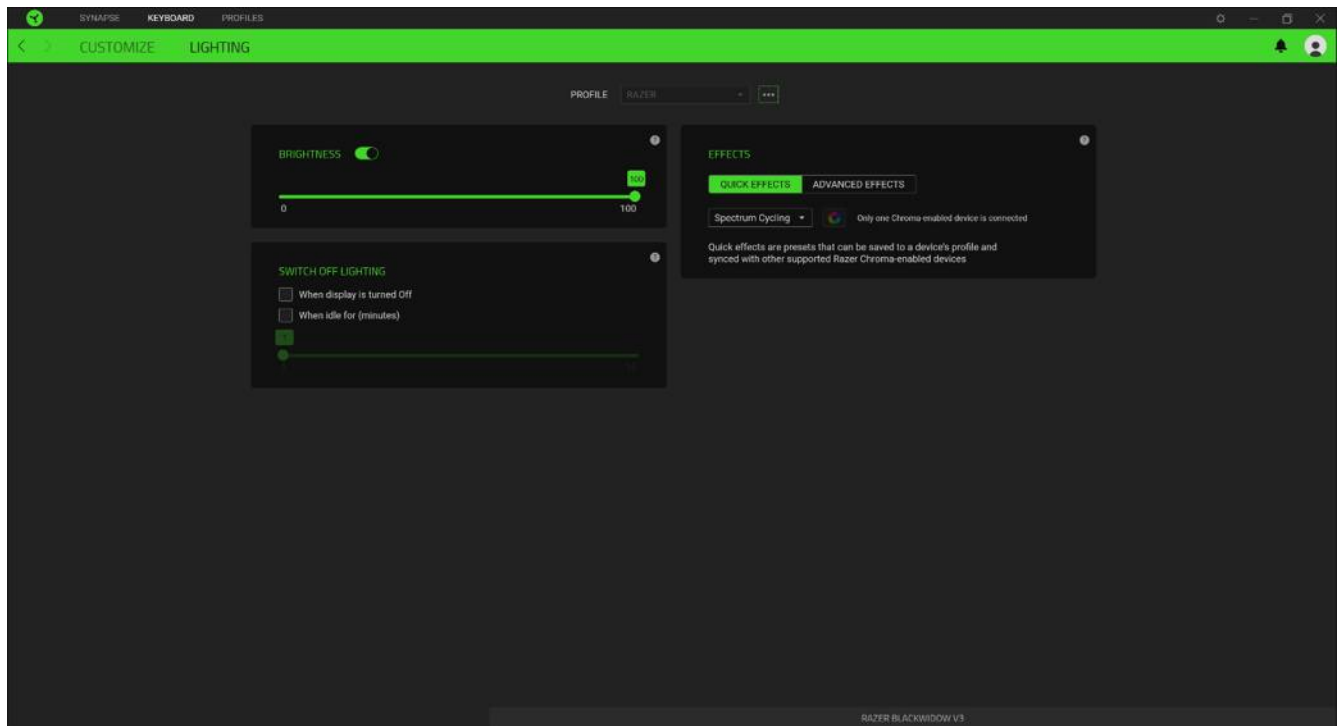 SYNAPSE KEYBOARD PROFILES
CUSTOMIZE LIGHTING
PROFILE RAZER
BRIGHTNESS
100
0 100
SWITCH OFF LIGHTING
When display is turned Off
When idle for (minutes)
EFFECTS
QUICK EFFECTS ADVANCED EFFECTS
Spectrum Cycling Only one Chroma-enabled device is connected
Quick effects are presets that can be saved to a device's profile and
synced with other supported Razer Chroma-enabled devices
RAZER BLACKWIDOW V3